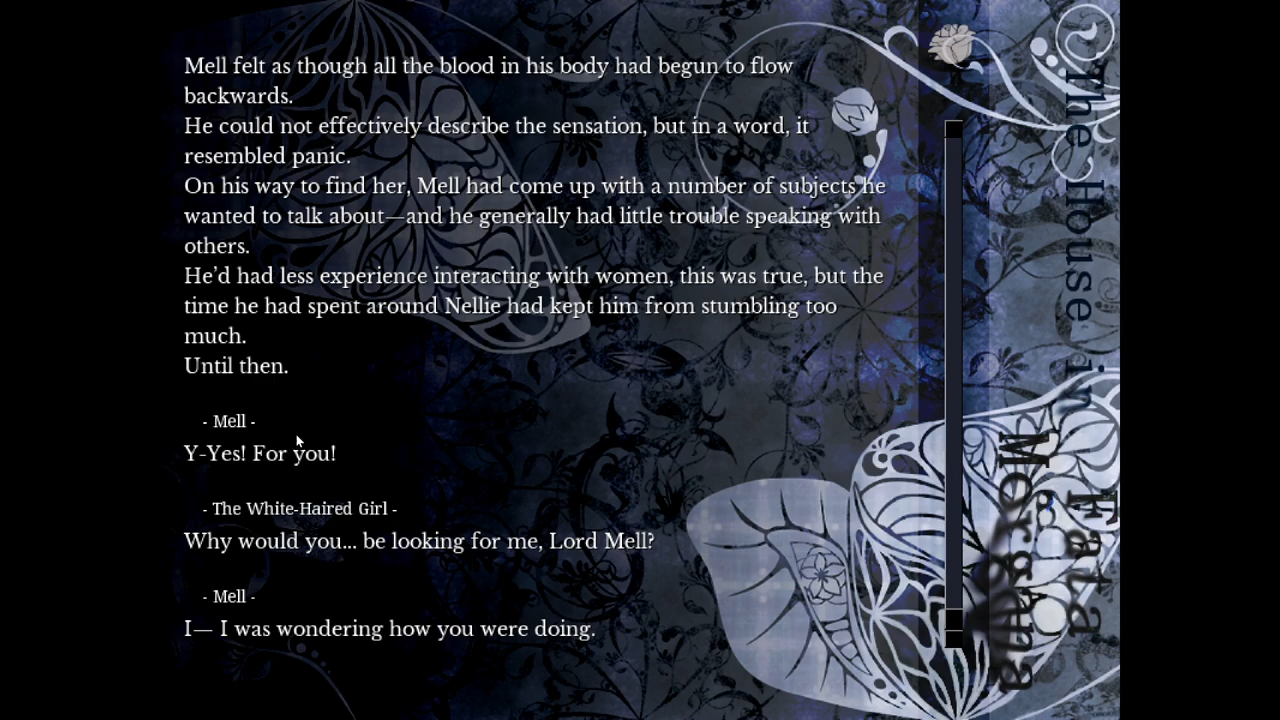 Mell felt as though all the blood in his body had begun to flow
backwards.
He could not effectively describe the sensation, but in a word, it
resembled panic.
On his way to find her, Mell had come up with a number of subjects he
wanted to talk about—and he generally had little trouble speaking with
others.
He’d had less experience interacting with women, this was true, but the
time he had spent around Nellie had kept him from stumbling too
much.
Until then.
- Mell -
Y-Yes! For you!
- The White-Haired Girl -
Why would you... be looking for me, Lord Mell?
- Mell -
I— I was wondering how you were doing.
The House in
Fata
Morgana